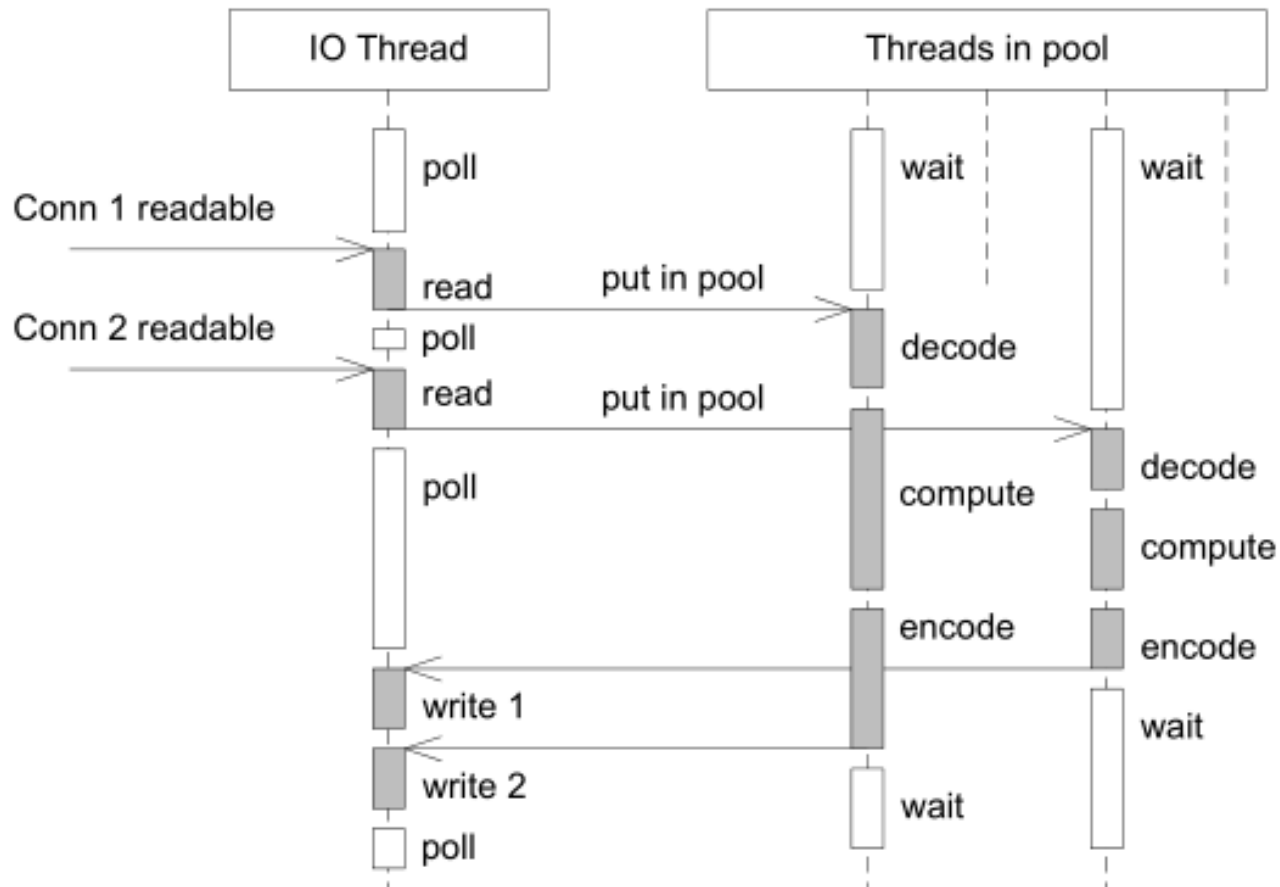 IO Thread
Threads in pool
poll
wait
wait
Conn 1 readable
read
put in pool
Conn 2 readable
poll
decode
read
put in pool
poll
compute
decode
compute
encode
encode
write 1
wait
write 2
wait
poll